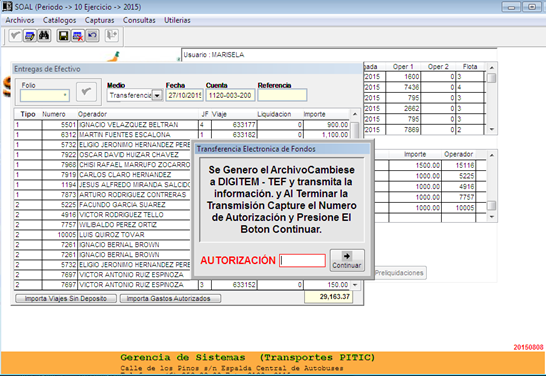 SOAL (Periodo -> 10 Ejercicio -> 2015)
Archivos Catálogos Capturas Consultas Utilerias
Usuario : MARISELA
Entregas de Efectivo
gada Oper 1 Oper 2 Flota
/2015 1600 0 3
/2015 7436 0 4
/2015 795 0 3
/2015 2662 0 3
/2015 795 0 3
/2015 7869 0 2
Folio Medio Fecha Cuenta Referencia
Transferencia 27/10/2015 1120-003-200
Tipo Numero Operador JF Viaje Liquidacion Importe
1 5501 IGNACIO VELAZQUEZ BELTRAN 4 633177 0 900.00
1 6312 MARTIN FUENTES ESCALONA 1 633182 0 1,100.00
1 5732 ELIGIO JERONIMO HERNANDEZ PERE
1 7922 OSCAR DAVID HUIZAR CHAVEZ
1 7968 CHISI RAFAEL MARRUFO ZOCARRO
1 7919 CARLOS CLARO HERNANDEZ
1 1194 JESUS ALFREDO MIRANDA SALCIDO
1 7873 ARTURO RODRIGUEZ CONTRERAS
2 5225 FACUNDO GARCIA SUAREZ
2 4916 VICTOR RODRIGUEZ TELLO
2 7757 WILIBALDO PEREZ ORTIZ
2 10005 LUIS QUIROZ TOVAR
2 7261 IGNACIO BERNAL BROWN
2 7261 IGNACIO BERNAL BROWN
2 5732 ELIGIO JERONIMO HERNANDEZ PERE
2 7697 VICTOR ANTONIO RUIZ ESPINOZA
2 7697 VICTOR ANTONIO RUIZ ESPINOZA 3 633152 0 150.00
Importa Viajes Sin Deposito Importa Gastos Autorizados 29,163.37
Transferencia Electronica de Fondos
Se Genero el ArchivoCambiese
a DIGITEM - TEF y transmita la
información. y Al Terminar la
Transmisión Capture el Numero
de Autorización y Presione El
Boton Continuar.
AUTORIZACIÓN
Continuar
Importe Operador
1500.00 15116
1000.00 5225
1000.00 4916
1000.00 7757
1000.00 10005
Preliquidaciones
20150808
Gerencia de Sistemas (Transportes PITIC)
Calle de los Pinos s/n Espalda Central de Autobuses